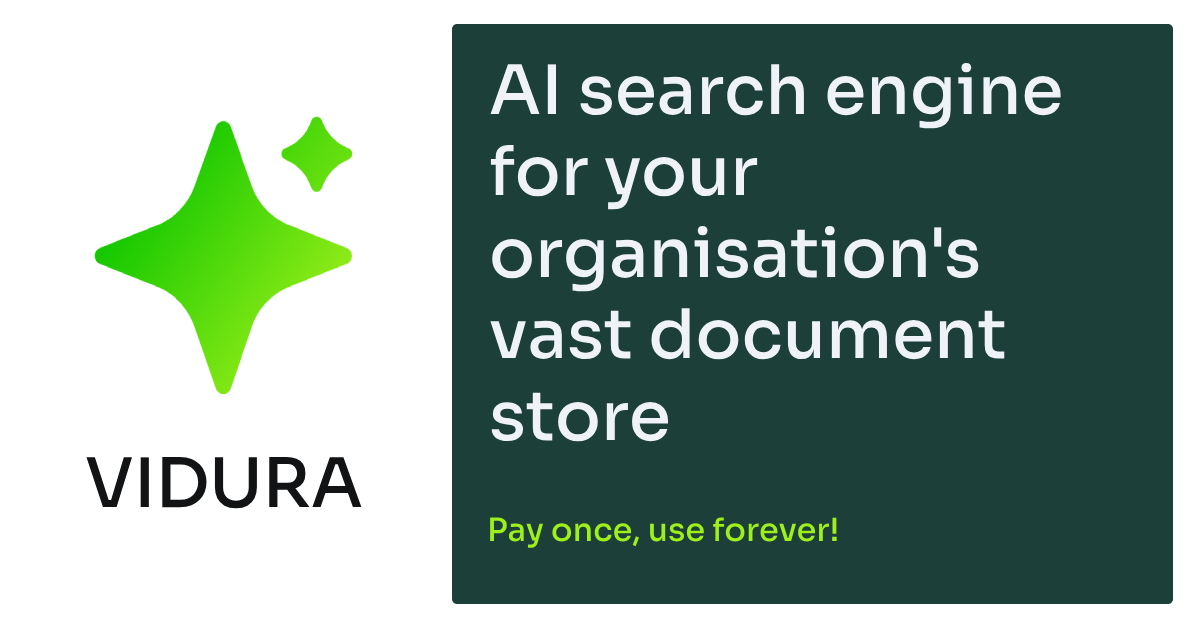 VIDURA
AI search engine
for your
organisation's
vast document
store
Pay once, use forever!